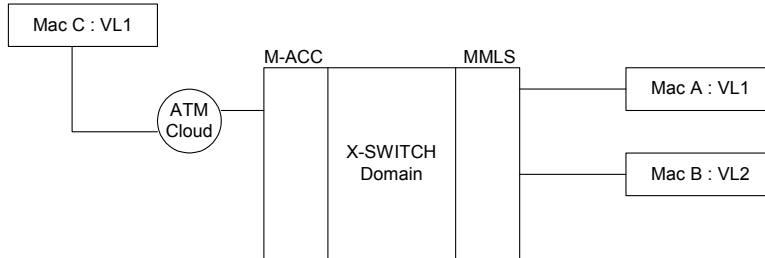 Mac C : VL1
M-ACC
MMLS
ATM
Cloud
Mac A : VL1
X-SWITCH
Domain
Mac B : VL2